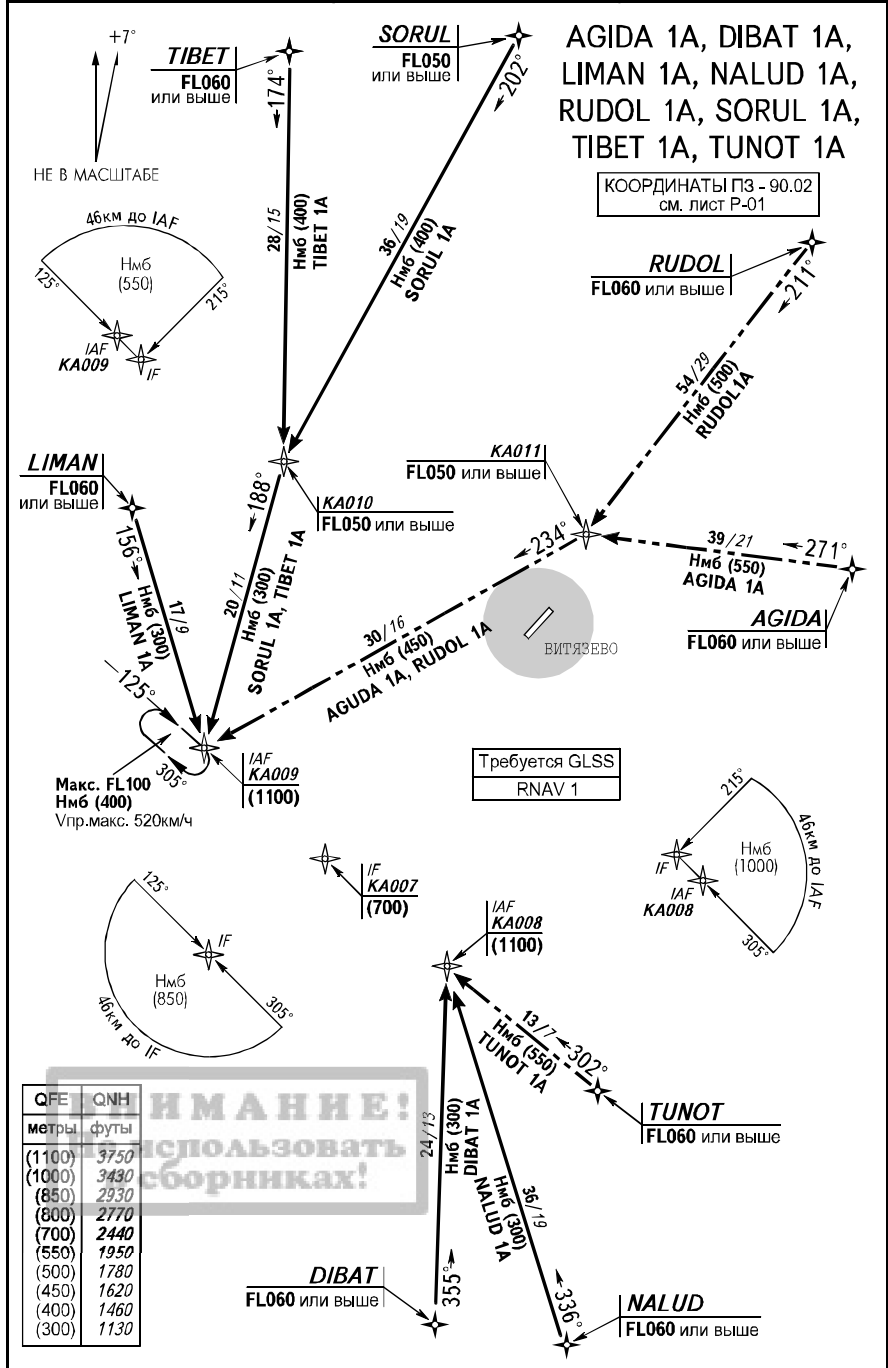 +7°
НЕ В МАСШТАБЕ
TIBET
FL060
или выше
174°
28/15
Нмб (400)
TIBET 1A
SORUL
FL050
или выше
202°
36/19
Нмб (400)
SORUL 1A
AGIDA 1A, DIBAT 1A,
LIMAN 1A, NALUD 1A,
RUDOL 1A, SORUL 1A,
TIBET 1A, TUNOT 1A
КООРДИНАТЫ ПЗ - 90.02
см. лист P-01
46км до IAF
125°
Нмб
(550)
215°
IAF
KA009
IF
RUDOL
FL060 или выше
211°
54/29
Нмб (500)
RUDOL1A
LIMAN
FL060
или выше
156°
17/9
Нмб (300)
LIMAN 1A
KA010
FL050 или выше
188°
20/11
Нмб (300)
SORUL 1A, TIBET 1A
KA011
FL050 или выше
234°
30/16
Нмб (450)
AGUDA 1A, RUDOL 1A
39/21
271°
Нмб (550)
AGIDA 1A
AGIDA
FL060 или выше
ВИТЯЗЕВО
125°
305°
Макс. FL100
Нмб (400)
Vпр.макс. 520км/ч
IAF
KA009
(1100)
Требуется GLSS
RNAV 1
215°
46км до IAF
Нмб
(1000)
IF
IAF
KA008
305°
IF
KA007
(700)
125°
IF
Нмб
(850)
305°
46км до IF
IAF
KA008
(1100)
13/7
302°
Нмб (550)
TUNOT 1A
TUNOT
FL060 или выше
24/13
Нмб (300)
DIBAT 1A
355°
DIBAT
FL060 или выше
36/19
Нмб (300)
NALUD 1A
336°
NALUD
FL060 или выше
ВНИМАНИЕ!
Не использовать
в сборниках!
QFE QNH
метры футы
(1100) 3750
(1000) 3430
(850) 2930
(800) 2770
(700) 2440
(550) 1950
(500) 1780
(450) 1620
(400) 1460
(300) 1130